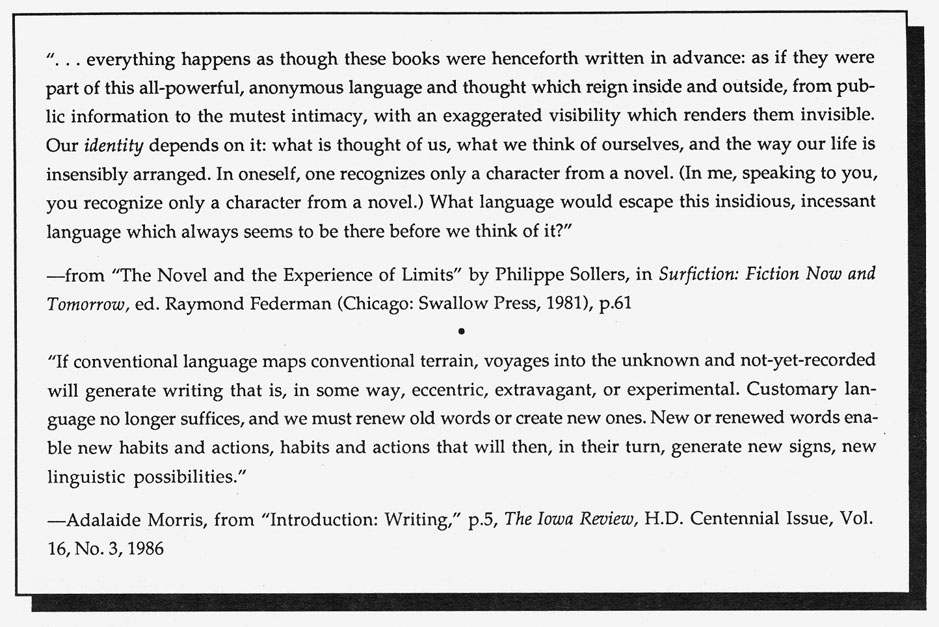 “. . . everything happens as though these books were henceforth written in advance: as if they were
part of this all-powerful, anonymous language and thought which reign inside and outside, from pub-
lic information to the mutest intimacy, with an exaggerated visibility which renders them invisible.
Our identity depends on it: what is thought of us, what we think of ourselves, and the way our life is
insensibly arranged. In oneself, one recognizes only a character from a novel. (In me, speaking to you,
you recognize only a character from a novel.) What language would escape this insidious, incessant
language which always seems to be there before we think of it?”
—from “The Novel and the Experience of Limits” by Philippe Sollers, in Surfiction: Fiction Now and
Tomorrow, ed. Raymond Federman (Chicago: Swallow Press, 1981), p.61
•
“If conventional language maps conventional terrain, voyages into the unknown and not-yet-recorded
will generate writing that is, in some way, eccentric, extravagant, or experimental. Customary lan-
guage no longer suffices, and we must renew old words or create new ones. New or renewed words ena-
ble new habits and actions, habits and actions that will then, in their turn, generate new signs, new
linguistic possibilities.”
—Adalaide Morris, from “Introduction: Writing,” p.5, The Iowa Review, H.D. Centennial Issue, Vol.
16, No. 3, 1986